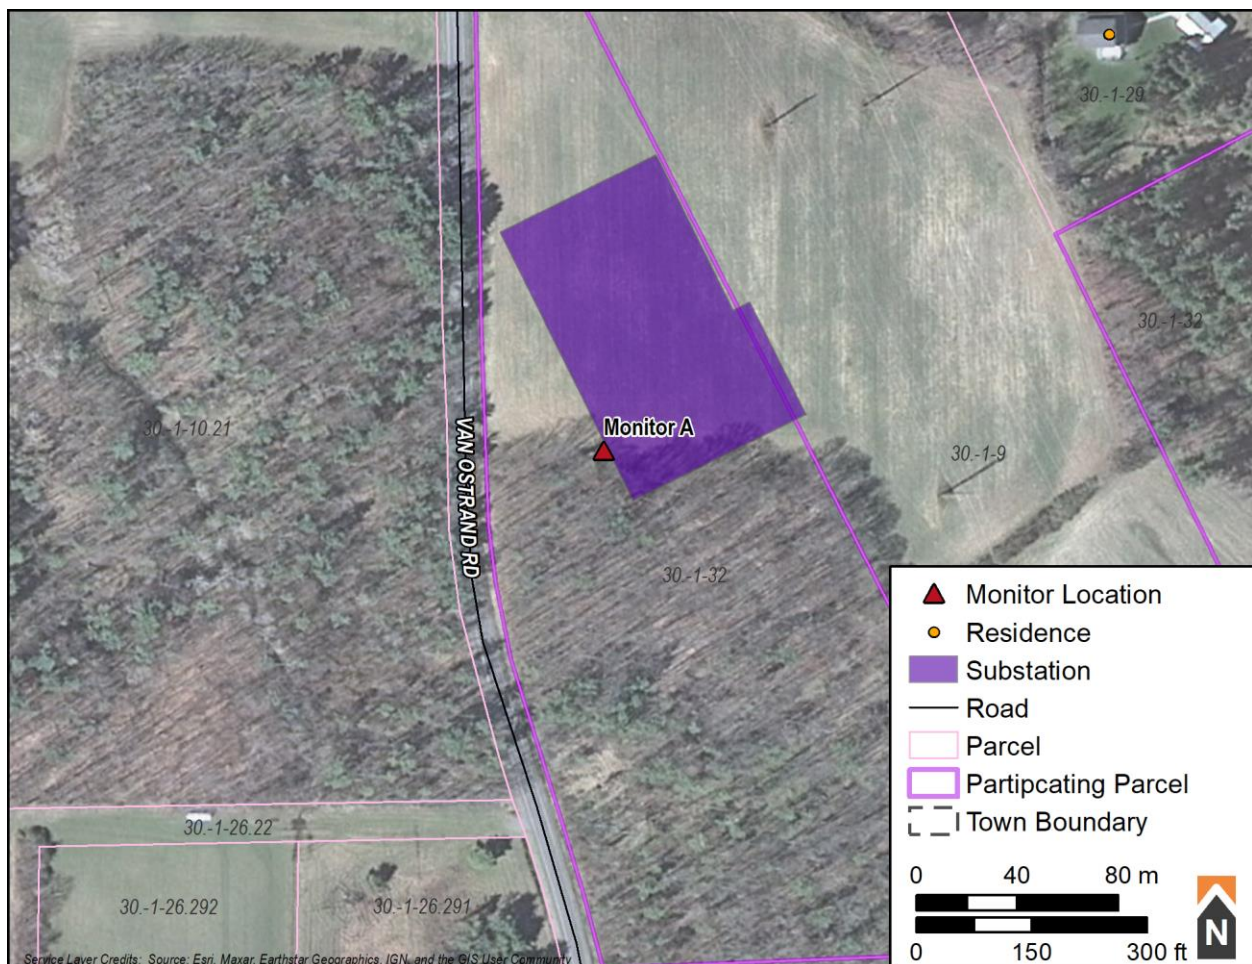 30.-1-29
30.-1-32
Monitor A
30.-1-10.21
VAN OSTRAND RD
30.-1-9
30.-1-32
Monitor Location
Residence
Substation
Road
Parcel
Partipcating Parcel
Town Boundary
0 40 80 m
0 150 300 ft
N
30.-1-26.22
30.-1-26.292
30.-1-26.291
Service Layer Credits: Source: Esri, Maxar, Earthstar Geographics, IGN, and the GIS User Community